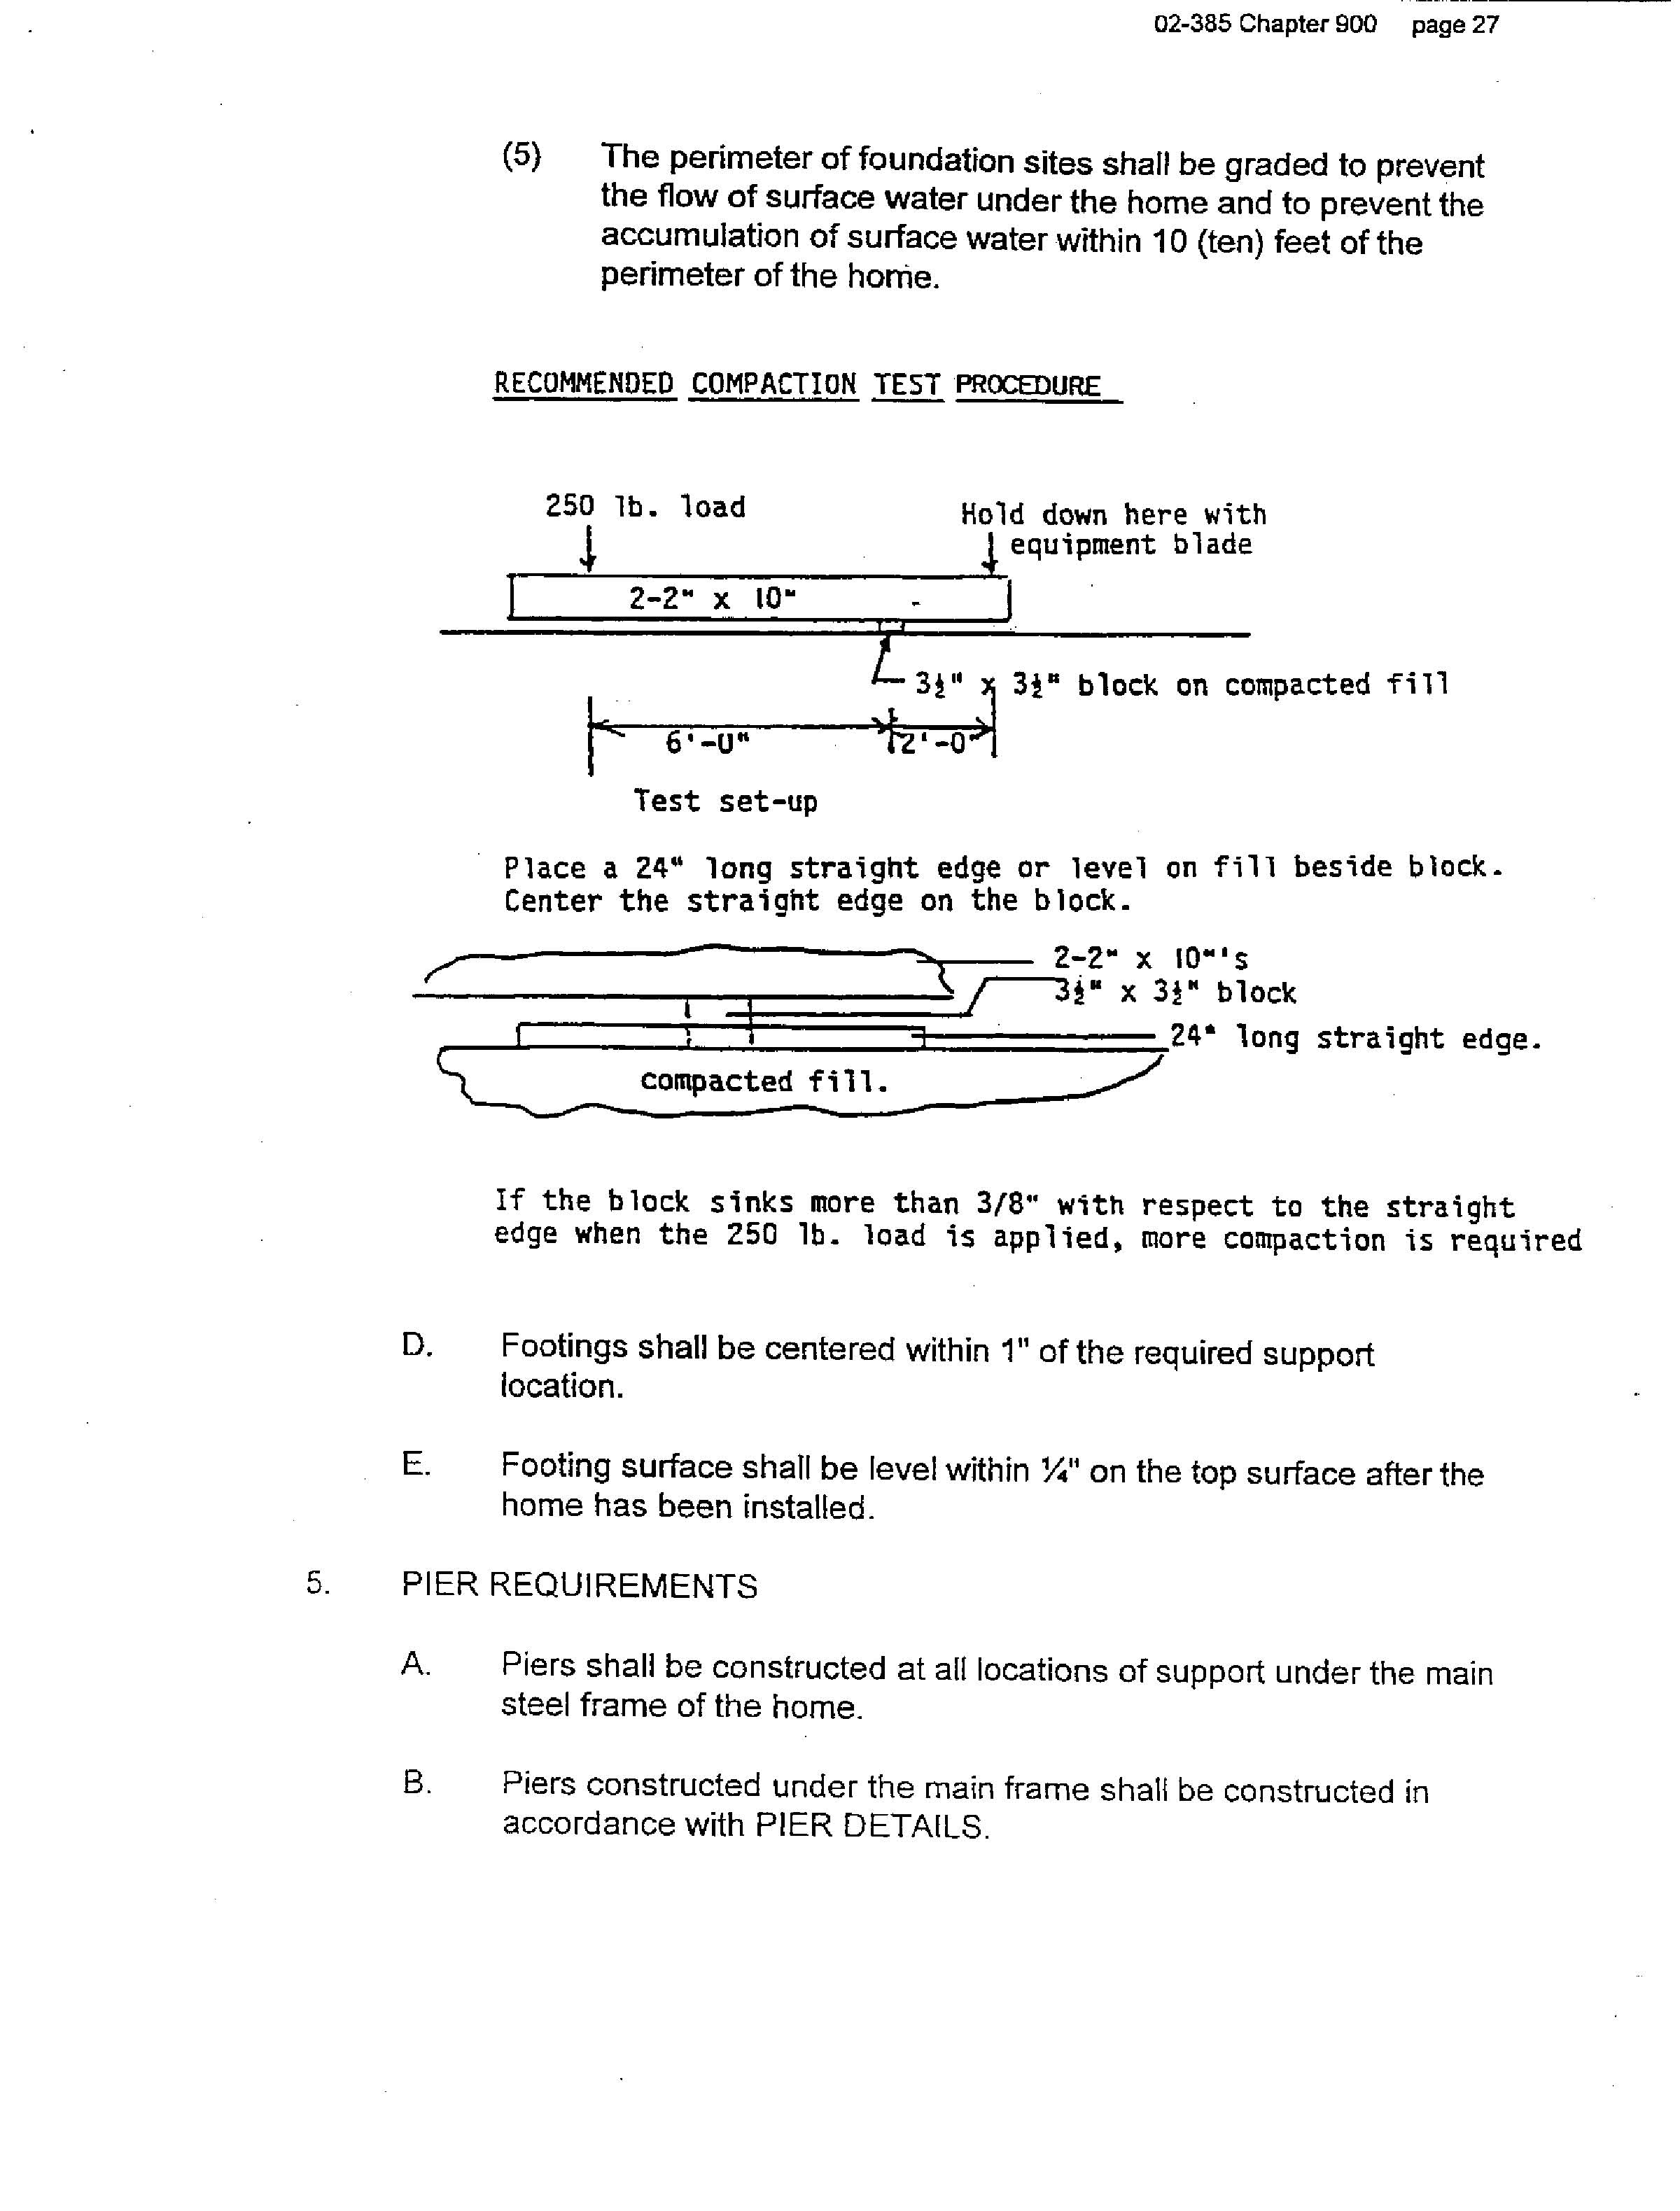 02-385 Chapter 900 page 27
(5) The perimeter of foundation sites shall be graded to prevent
the flow of surface water under the home and to prevent the
accumulation of surface water within 10 (ten) feet of the
perimeter of the home.
RECOMMENDED COMPACTION TEST PROCEDURE
250 lb. load
Hold down here with
equipment blade
2-2" x 10"
3½" x 3½" block on compacted fill
6'-0" 2'-0"
Test set-up
Place a 24" long straight edge or level on fill beside block.
Center the straight edge on the block.
2-2" x 10"'s
3½" x 3½" block
24" long straight edge.
compacted fill.
If the block sinks more than 3/8" with respect to the straight
edge when the 250 lb. load is applied, more compaction is required
D. Footings shall be centered within 1" of the required support
location.
E. Footing surface shall be level within ¼" on the top surface after the
home has been installed.
5. PIER REQUIREMENTS
A. Piers shall be constructed at all locations of support under the main
steel frame of the home.
B. Piers constructed under the main frame shall be constructed in
accordance with PIER DETAILS.